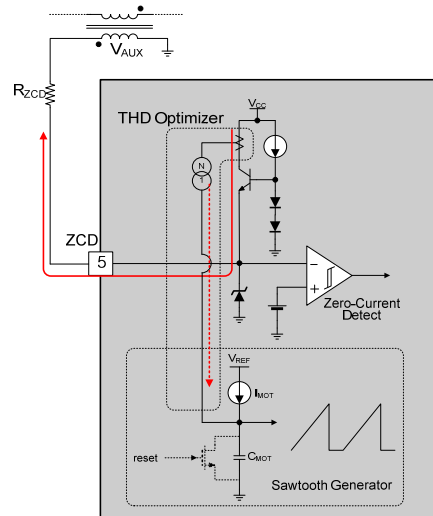 VAUX
RZCD
THD Optimizer
VCC
N
1
ZCD
5
Zero-Current
Detect
VREF
IMOT
reset
CMOT
Sawtooth Generator